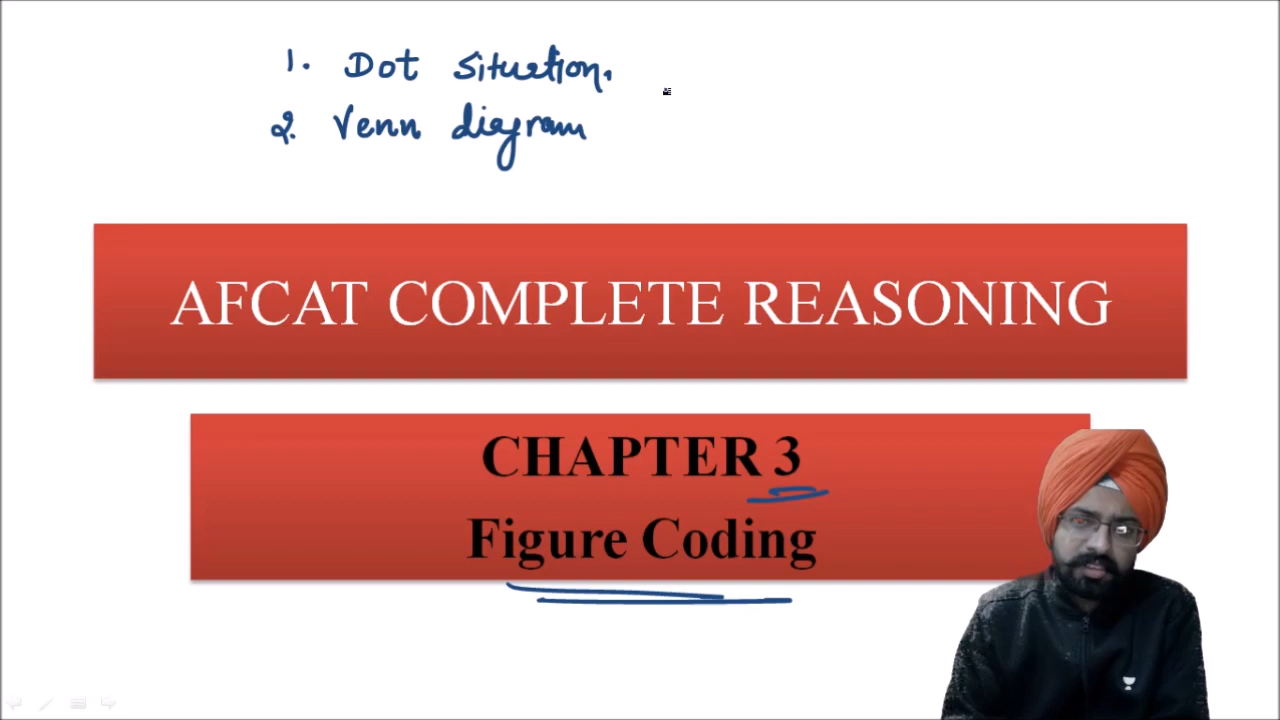 1. Dot Situation.
2. Venn diagram
AFCAT COMPLETE REASONING
CHAPTER 3
Figure Coding